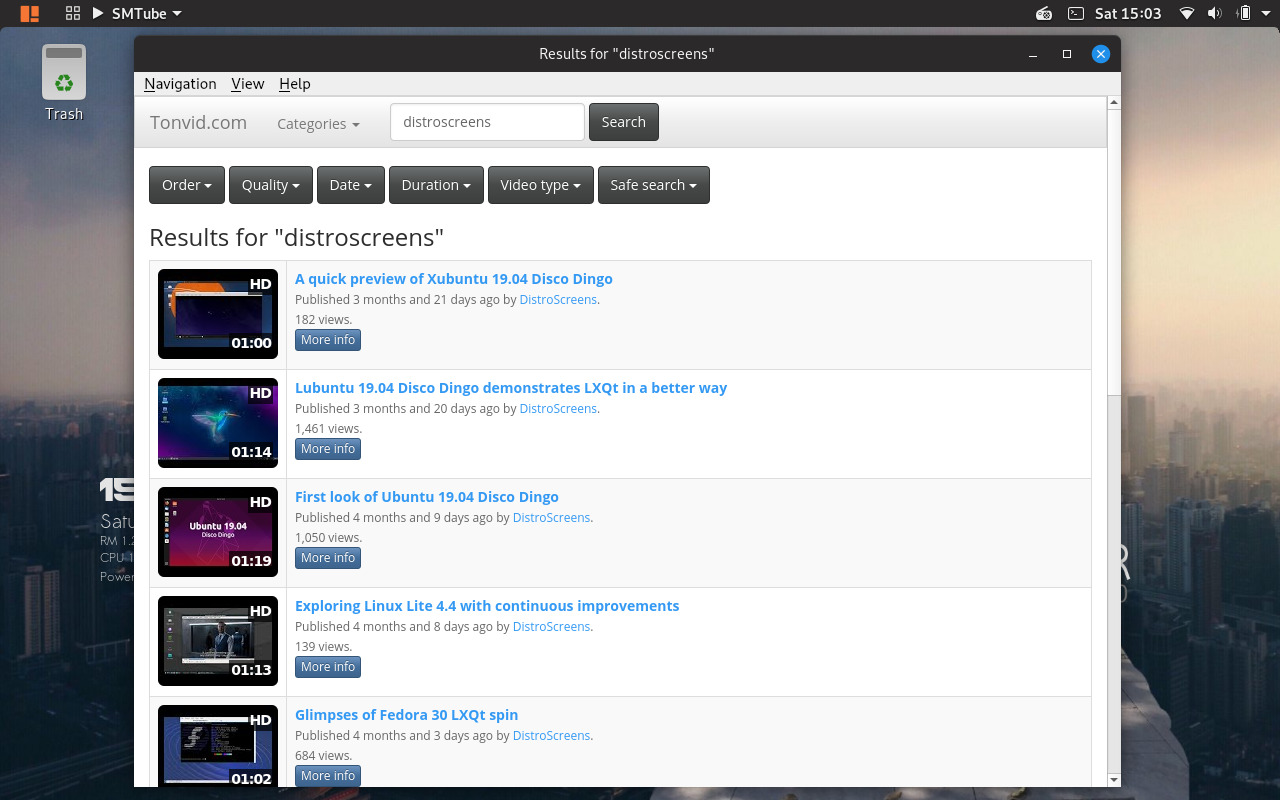 SMTube
Sat 15:03
Trash
Results for "distroscreens"
Navigation View Help
Tonvid.com Categories distroscreens Search
Order Quality Date Duration Video type Safe search
Results for "distroscreens"
HD
01:00
A quick preview of Xubuntu 19.04 Disco Dingo
Published 3 months and 21 days ago by DistroScreens.
182 views.
More info
HD
01:14
Lubuntu 19.04 Disco Dingo demonstrates LXQt in a better way
Published 3 months and 20 days ago by DistroScreens.
1,461 views.
More info
HD
Ubuntu 19.04
Disco Dingo
01:19
First look of Ubuntu 19.04 Disco Dingo
Published 4 months and 9 days ago by DistroScreens.
1,050 views.
More info
HD
01:13
Exploring Linux Lite 4.4 with continuous improvements
Published 4 months and 8 days ago by DistroScreens.
139 views.
More info
HD
01:02
Glimpses of Fedora 30 LXQt spin
Published 4 months and 3 days ago by DistroScreens.
684 views.
More info
15
Satu
RM 1.2
CPU 1
Power